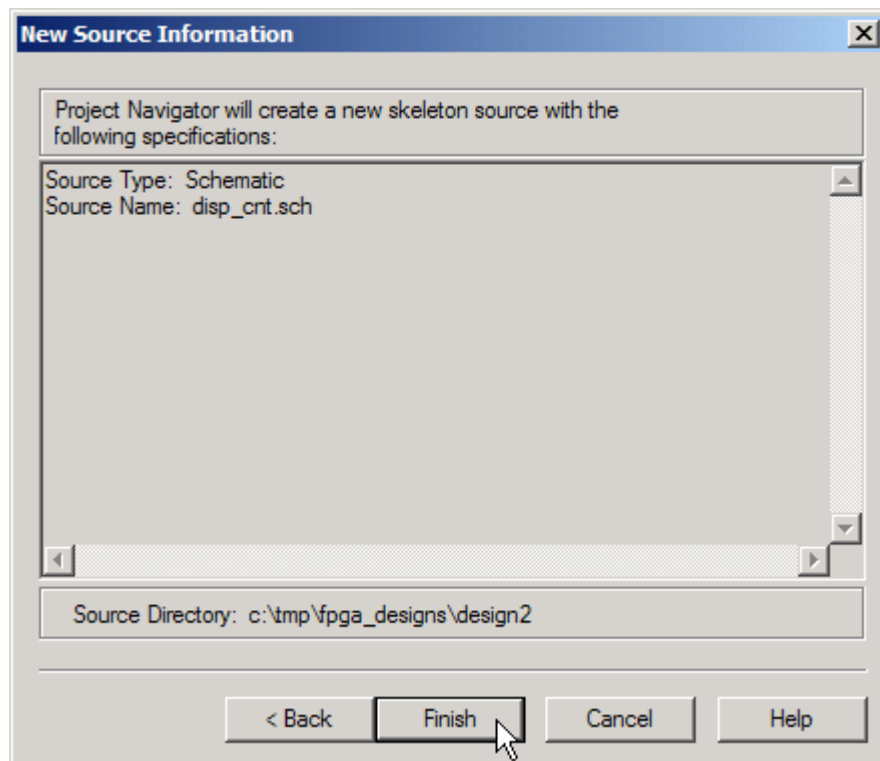 New Source Information
Project Navigator will create a new skeleton source with the
following specifications:
Source Type: Schematic
Source Name: disp_cnt.sch
Source Directory: c:\tmp\fpga_designs\design2
< Back Finish Cancel Help